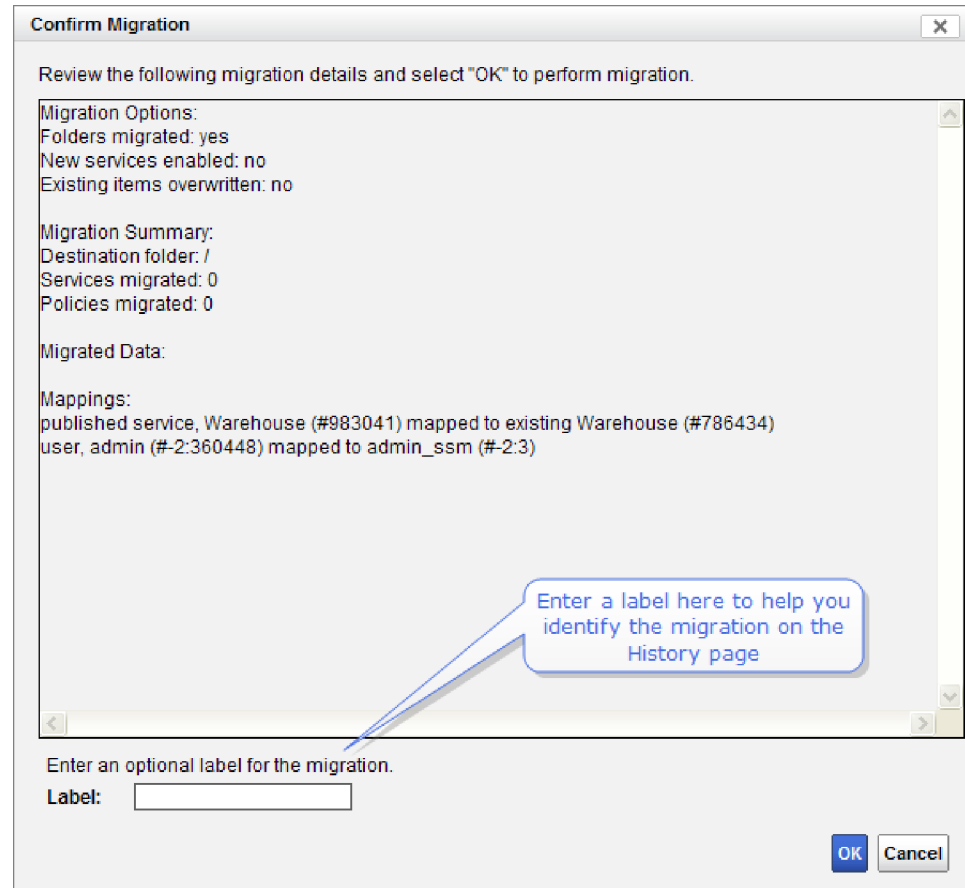 Confirm Migration
Review the following migration details and select "OK" to perform migration.
Migration Options:
Folders migrated: yes
New services enabled: no
Existing items overwritten: no
Migration Summary:
Destination folder: /
Services migrated: 0
Policies migrated: 0
Migrated Data:
Mappings:
published service, Warehouse (#983041) mapped to existing Warehouse (#786434)
user, admin (#-2:360448) mapped to admin_ssm (#-2:3)
Enter a label here to help you
identify the migration on the
History page
Enter an optional label for the migration.
Label:
OK Cancel